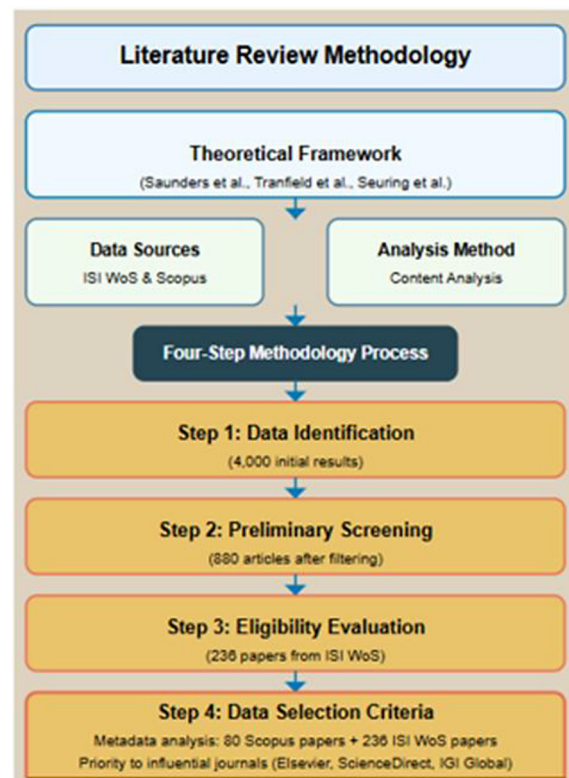 Literature Review Methodology
Theoretical Framework
(Saunders et al., Tranfield et al., Seuring et al.)
Data Sources
ISI WoS & Scopus
Analysis Method
Content Analysis
Four-Step Methodology Process
Step 1: Data Identification
(4,000 initial results)
Step 2: Preliminary Screening
(880 articles after filtering)
Step 3: Eligibility Evaluation
(236 papers from ISI WoS)
Step 4: Data Selection Criteria
Metadata analysis: 80 Scopus papers + 236 ISI WoS papers
Priority to influential journals (Elsevier, ScienceDirect, IGI Global)